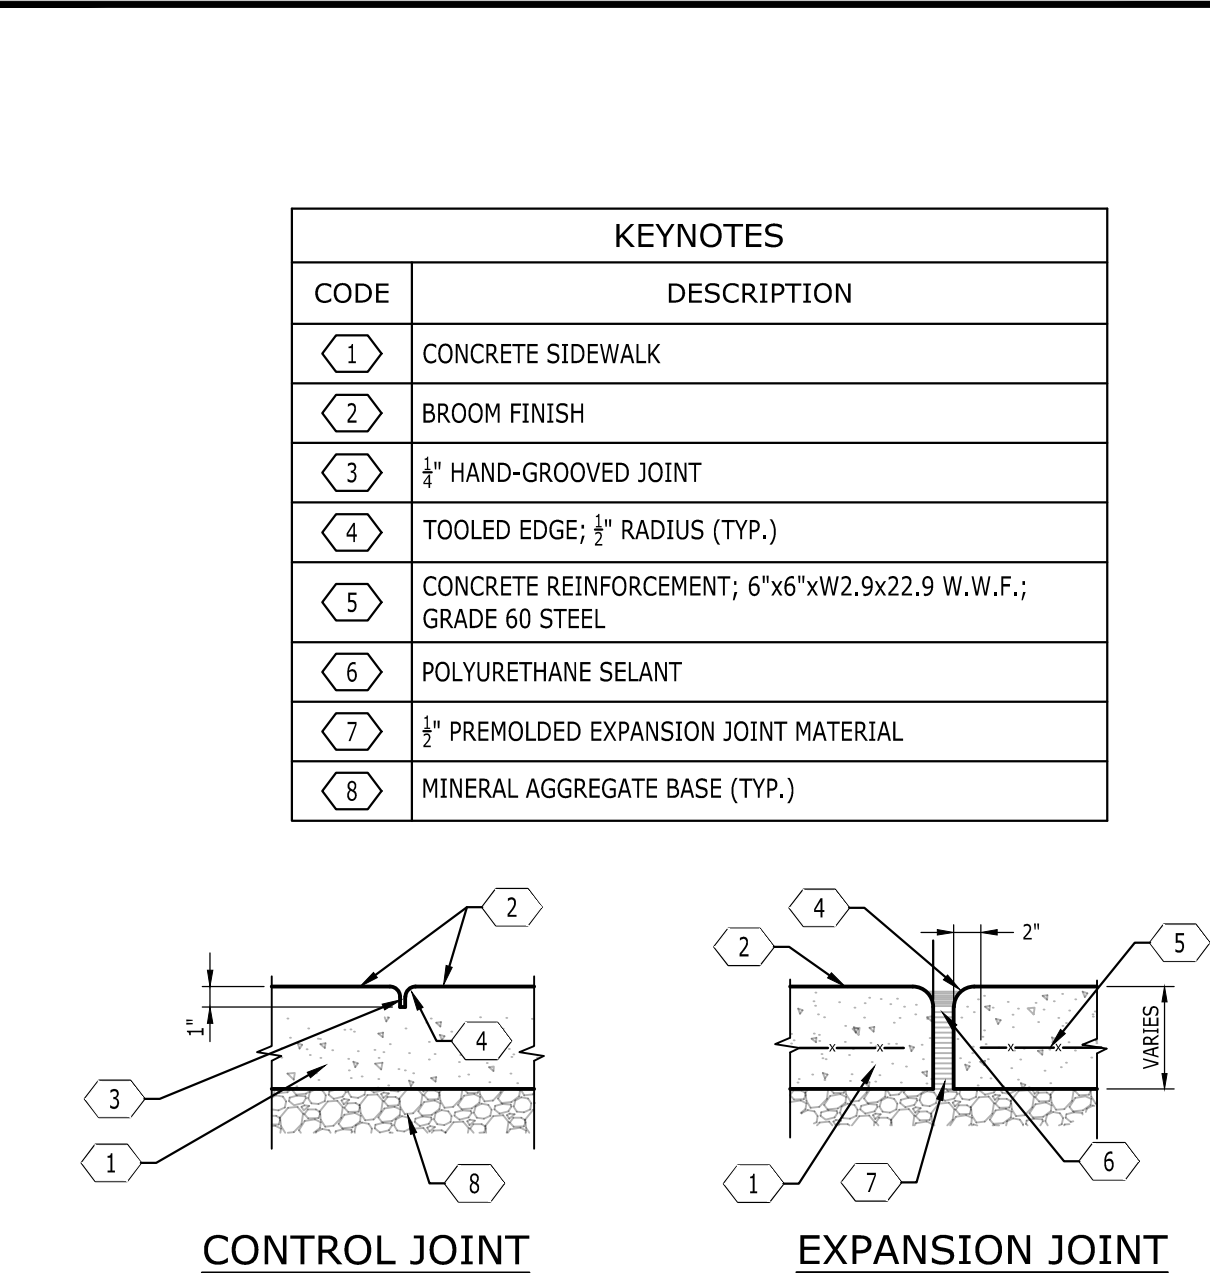 KEYNOTES
CODE DESCRIPTION
1 CONCRETE SIDEWALK
2 BROOM FINISH
3 1/4" HAND-GROOVED JOINT
4 TOOLED EDGE; 1/2" RADIUS (TYP.)
5 CONCRETE REINFORCEMENT; 6"x6"xW2.9x22.9 W.W.F.;
GRADE 60 STEEL
6 POLYURETHANE SELANT
7 1/2" PREMOLDED EXPANSION JOINT MATERIAL
8 MINERAL AGGREGATE BASE (TYP.)
2
1"
4
3
1
8
CONTROL JOINT
4
2"
2
5
x x x x
VARIES
6
1
7
EXPANSION JOINT